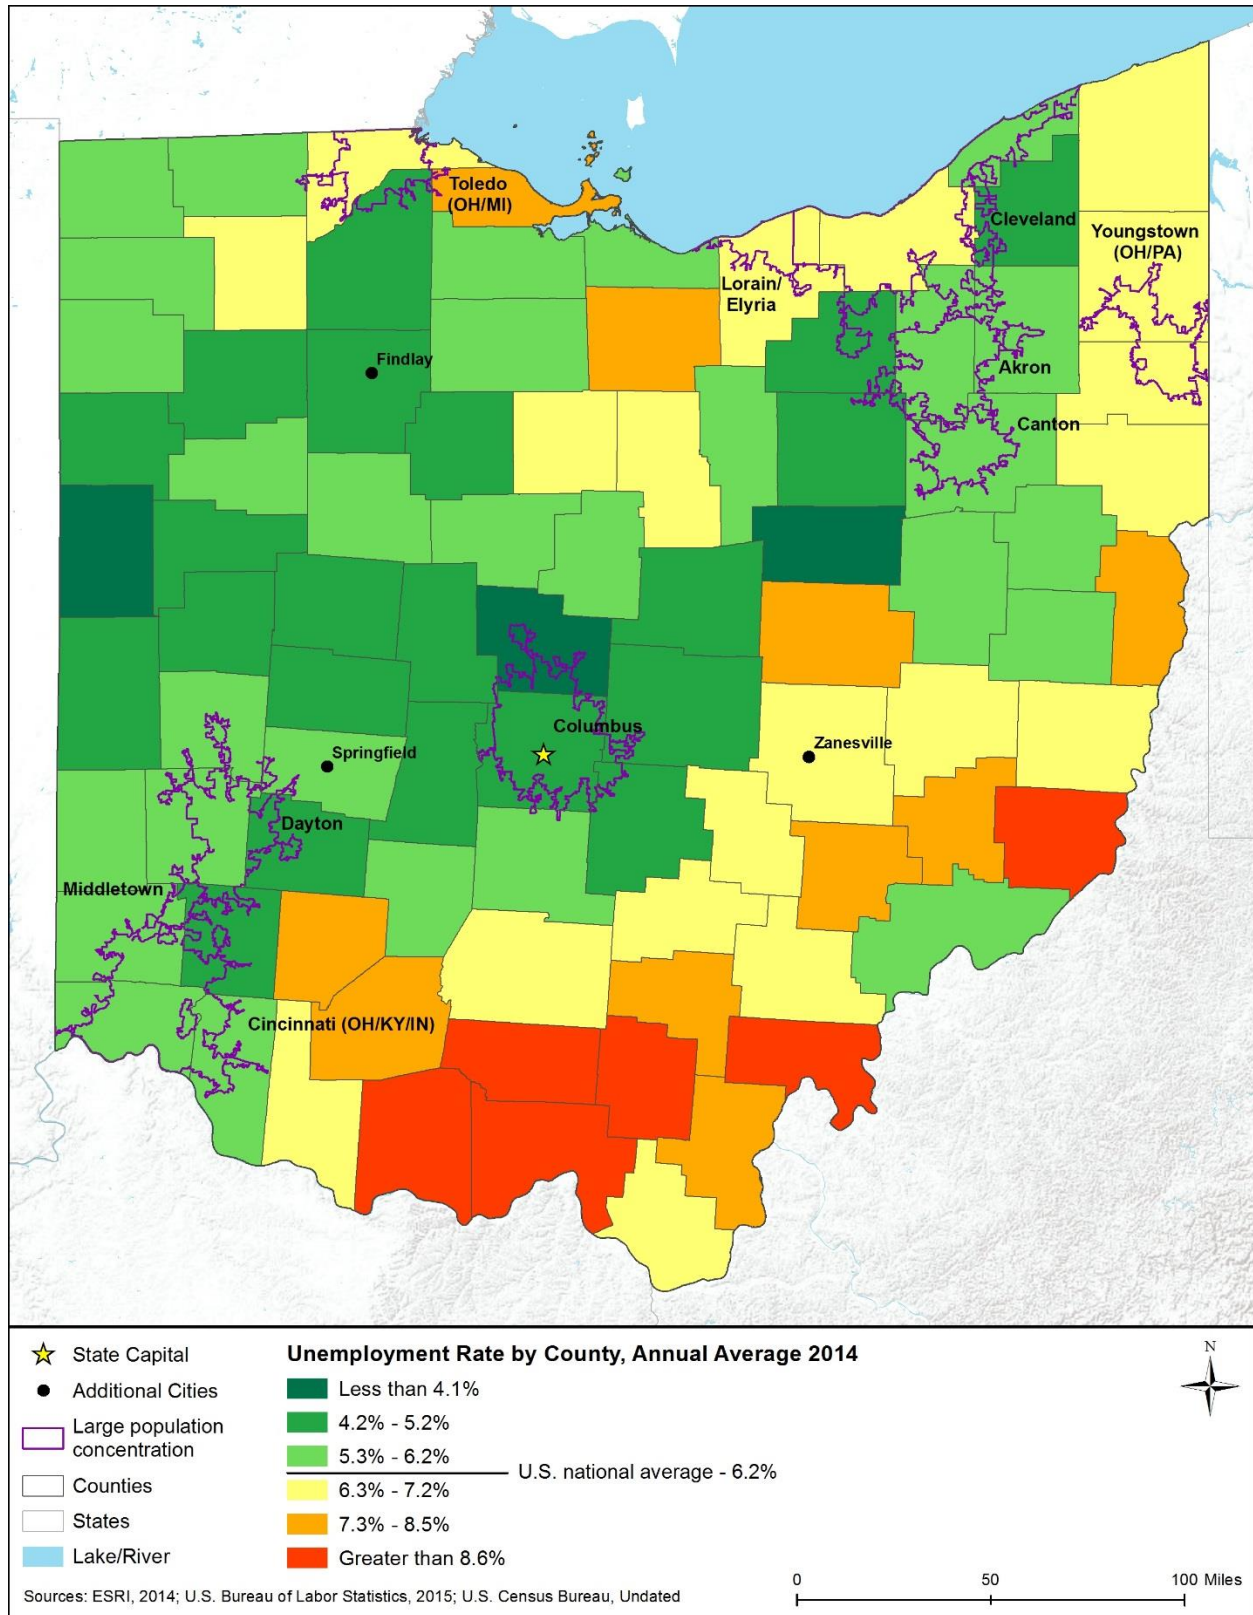 Toledo
(OH/MI)
Cleveland
Youngstown
(OH/PA)
Lorain/
Elyria
Findlay
Akron
Canton
Columbus
Springfield
Zanesville
Dayton
Middletown
Cincinnati (OH/KY/IN)
State Capital
Additional Cities
Large population
concentration
Counties
States
Lake/River
Unemployment Rate by County, Annual Average 2014
Less than 4.1%
4.2% - 5.2%
5.3% - 6.2%
U.S. national average - 6.2%
6.3% - 7.2%
7.3% - 8.5%
Greater than 8.6%
N
0 50 100 Miles
Sources: ESRI, 2014; U.S. Bureau of Labor Statistics, 2015; U.S. Census Bureau, Undated